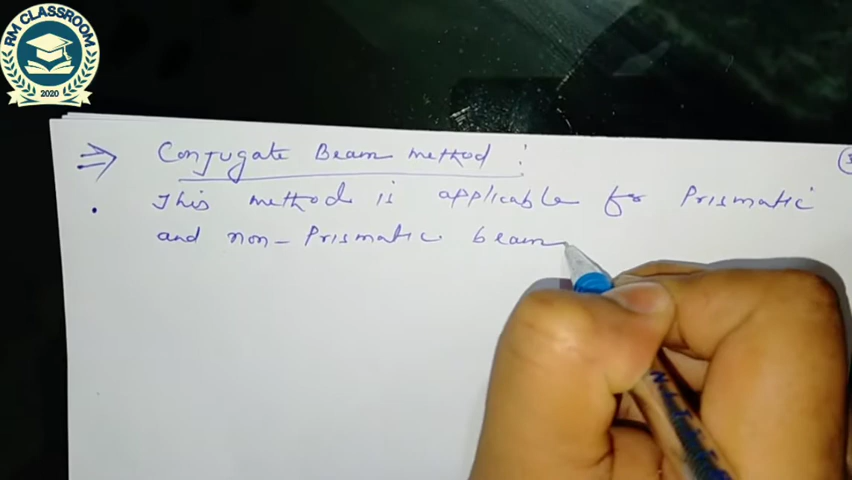 RM CLASSROOM
2020
⇒ Conjugate Beam method :
• This method is applicable for Prismatic
and non-Prismatic beam